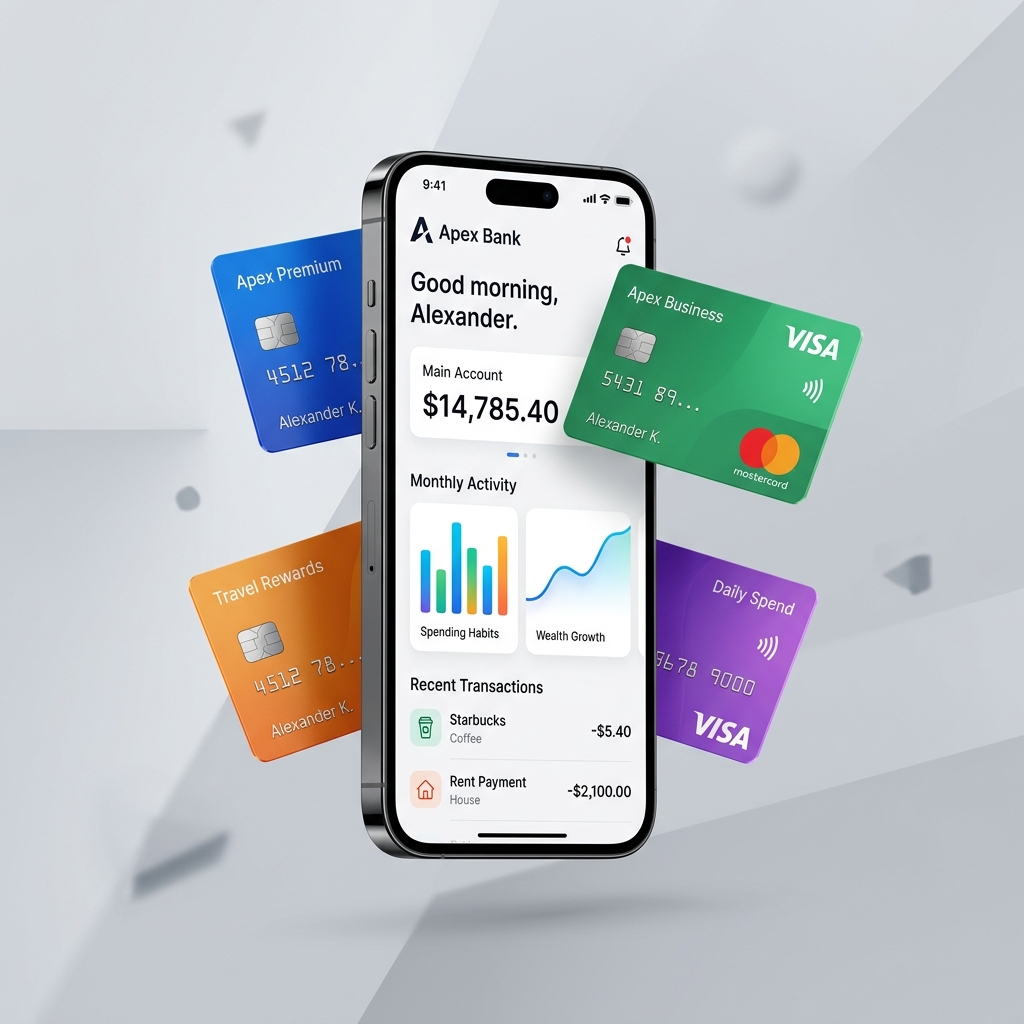 9:41
Apex Bank
Good morning,
Alexander.
Main Account
$14,785.40
Monthly Activity
Spending Habits
Wealth Growth
Recent Transactions
Starbucks
Coffee
-$5.40
Rent Payment
House
-$2,100.00
Apex Premium
4512 78..
Alexander K.
Apex Business
VISA
5431 89...
Alexander K.
mostercord
Travel Rewards
4512 78...
Alexander K.
Daily Spend
8678 9000
VISA